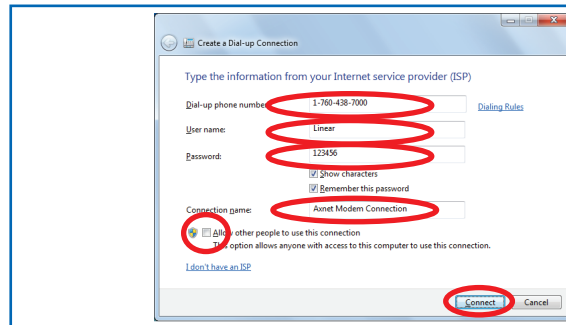 Create a Dial-up Connection
Type the information from your Internet service provider (ISP)
Dial-up phone number: 1-760-438-7000 Dialing Rules
User name: Linear
Password: 123456
Show characters
Remember this password
Connection name: Axnet Modem Connection
Allow other people to use this connection
This option allows anyone with access to this computer to use this connection.
I don't have an ISP
Connect Cancel